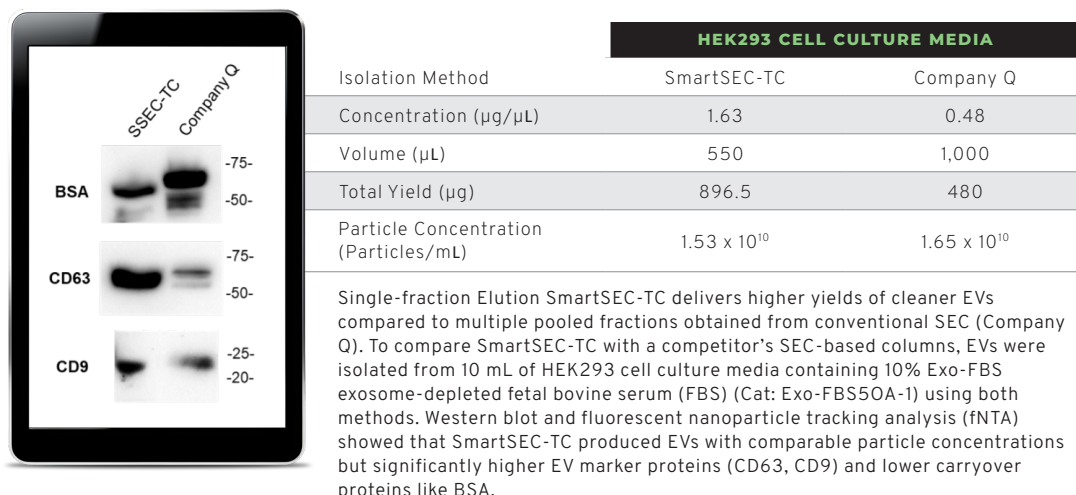 SSEC-TC
Company Q
BSA
-75-
-50-
CD63
-75-
-50-
CD9
-25-
-20-
HEK293 CELL CULTURE MEDIA
Isolation Method SmartSEC-TC Company Q
Concentration (µg/µL) 1.63 0.48
Volume (µL) 550 1,000
Total Yield (µg) 896.5 480
Particle Concentration
(Particles/mL) 1.53 x 10¹⁰ 1.65 x 10¹⁰
Single-fraction Elution SmartSEC-TC delivers higher yields of cleaner EVs
compared to multiple pooled fractions obtained from conventional SEC (Company
Q). To compare SmartSEC-TC with a competitor’s SEC-based columns, EVs were
isolated from 10 mL of HEK293 cell culture media containing 10% Exo-FBS
exosome-depleted fetal bovine serum (FBS) (Cat: Exo-FBS50A-1) using both
methods. Western blot and fluorescent nanoparticle tracking analysis (fNTA)
showed that SmartSEC-TC produced EVs with comparable particle concentrations
but significantly higher EV marker proteins (CD63, CD9) and lower carryover
proteins like BSA.